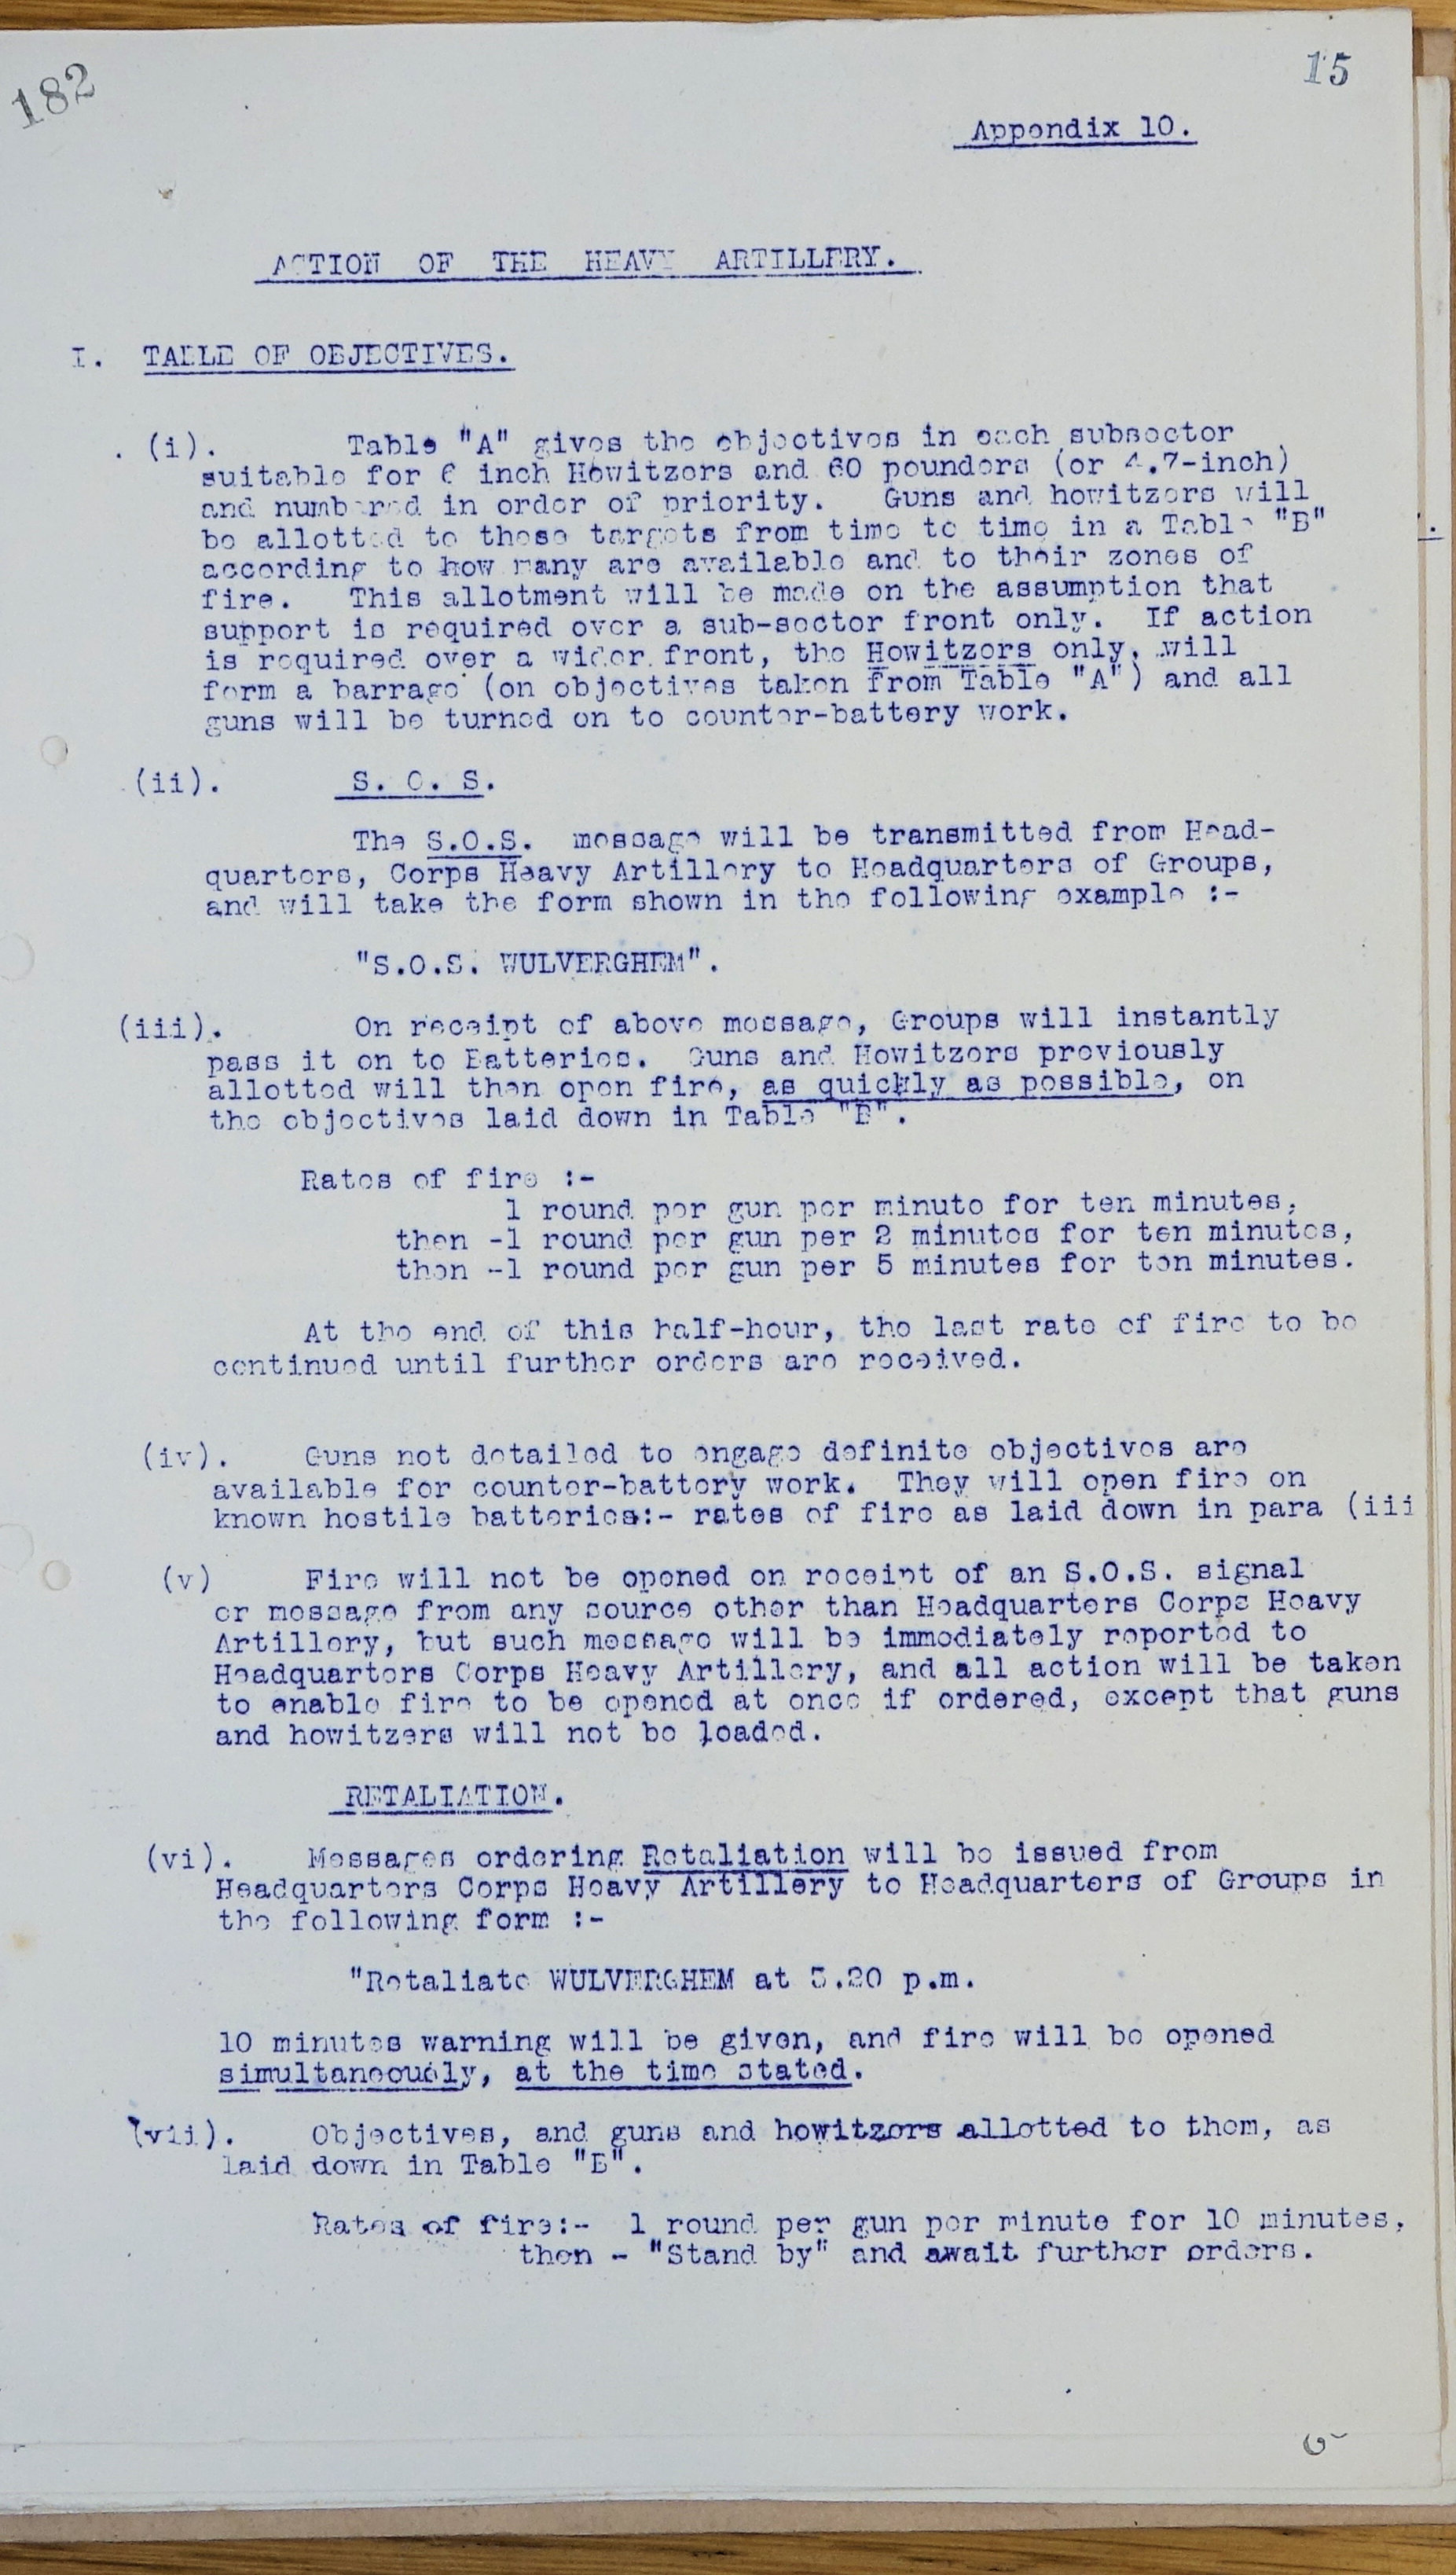 182
15
Appendix 10.
ACTION OF THE HEAVY ARTILLERY.
I. TABLE OF OBJECTIVES.
(i). Table "A" gives the objectives in each subsector
suitable for 6 inch Howitzers and 60 pounders (or 4.7-inch)
and numbered in order of priority. Guns and howitzers will
be allotted to these targets from time to time in a Table "B"
according to how many are available and to their zones of
fire. This allotment will be made on the assumption that
support is required over a sub-sector front only. If action
is required over a wider front, the Howitzers only, will
form a barrage (on objectives taken from Table "A") and all
guns will be turned on to counter-battery work.
(ii). S. O. S.
The S.O.S. message will be transmitted from Head-
quarters, Corps Heavy Artillery to Headquarters of Groups,
and will take the form shown in the following example :-
"S.O.S. WULVERGHEM".
(iii). On receipt of above message, Groups will instantly
pass it on to Batteries. Guns and Howitzers previously
allotted will then open fire, as quickly as possible, on
the objectives laid down in Table "B".
Rates of fire :-
1 round per gun per minute for ten minutes,
then -1 round per gun per 2 minutes for ten minutes,
then -1 round per gun per 5 minutes for ten minutes.
At the end of this half-hour, the last rate of fire to be
continued until further orders are received.
(iv). Guns not detailed to engage definite objectives are
available for counter-battery work. They will open fire on
known hostile batteries:- rates of fire as laid down in para (iii
(v) Fire will not be opened on receipt of an S.O.S. signal
or message from any source other than Headquarters Corps Heavy
Artillery, but such message will be immediately reported to
Headquarters Corps Heavy Artillery, and all action will be taken
to enable fire to be opened at once if ordered, except that guns
and howitzers will not be loaded.
RETALIATION.
(vi). Messages ordering Retaliation will be issued from
Headquarters Corps Heavy Artillery to Headquarters of Groups in
the following form :-
"Retaliate WULVERGHEM at 5.20 p.m.
10 minutes warning will be given, and fire will be opened
simultaneously, at the time stated.
(vii). Objectives, and guns and howitzers allotted to them, as
laid down in Table "B".
Rates of fire:- 1 round per gun per minute for 10 minutes,
then - "Stand by" and await further orders.